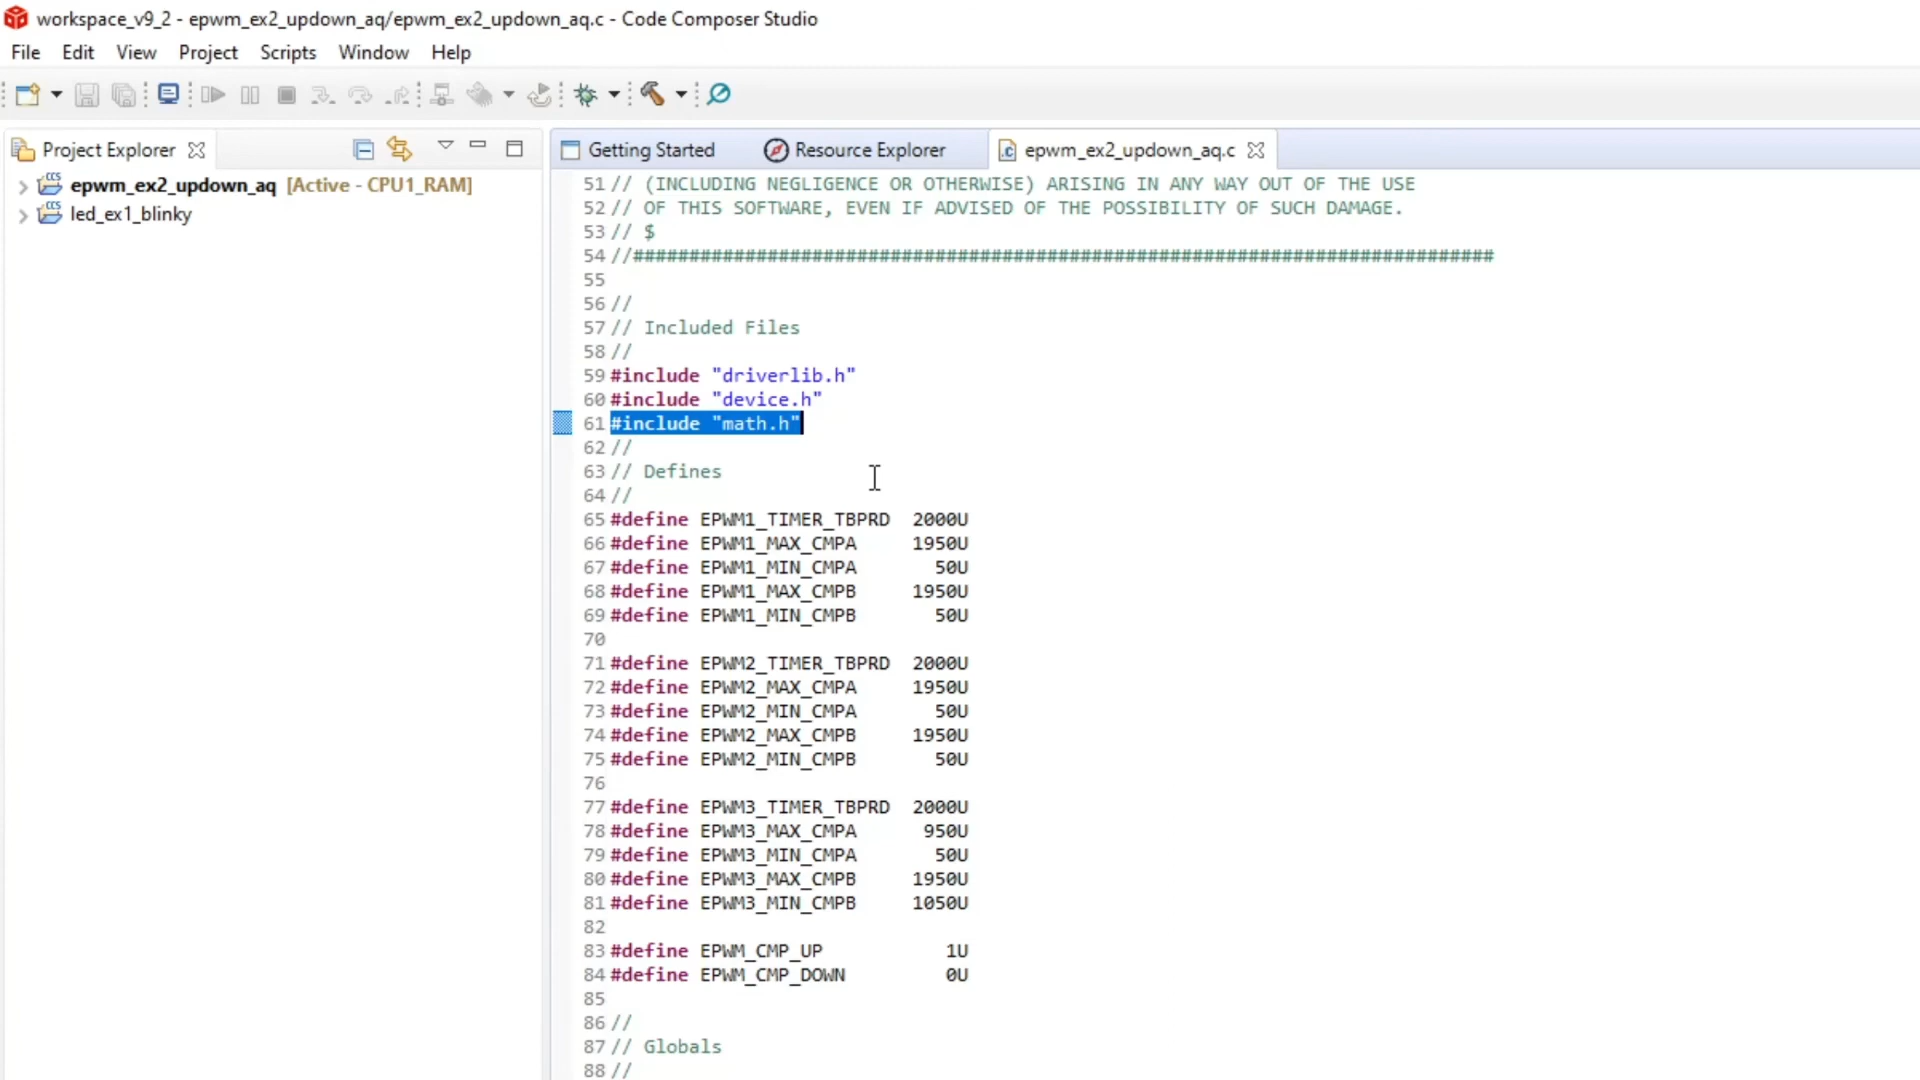 workspace_v9_2 - epwm_ex2_updown_aq/epwm_ex2_updown_aq.c - Code Composer Studio
File Edit View Project Scripts Window Help
Project Explorer
Getting Started Resource Explorer epwm_ex2_updown_aq.c
epwm_ex2_updown_aq [Active - CPU1_RAM]
led_ex1_blinky
51 // (INCLUDING NEGLIGENCE OR OTHERWISE) ARISING IN ANY WAY OUT OF THE USE
52 // OF THIS SOFTWARE, EVEN IF ADVISED OF THE POSSIBILITY OF SUCH DAMAGE.
53 // $
54 //#############################################################################
55
56 //
57 // Included Files
58 //
59 #include "driverlib.h"
60 #include "device.h"
61 #include "math.h"
62 //
63 // Defines
64 //
65 #define EPWM1_TIMER_TBPRD 2000U
66 #define EPWM1_MAX_CMPA 1950U
67 #define EPWM1_MIN_CMPA 50U
68 #define EPWM1_MAX_CMPB 1950U
69 #define EPWM1_MIN_CMPB 50U
70
71 #define EPWM2_TIMER_TBPRD 2000U
72 #define EPWM2_MAX_CMPA 1950U
73 #define EPWM2_MIN_CMPA 50U
74 #define EPWM2_MAX_CMPB 1950U
75 #define EPWM2_MIN_CMPB 50U
76
77 #define EPWM3_TIMER_TBPRD 2000U
78 #define EPWM3_MAX_CMPA 950U
79 #define EPWM3_MIN_CMPA 50U
80 #define EPWM3_MAX_CMPB 1950U
81 #define EPWM3_MIN_CMPB 1050U
82
83 #define EPWM_CMP_UP 1U
84 #define EPWM_CMP_DOWN 0U
85
86 //
87 // Globals
88 //